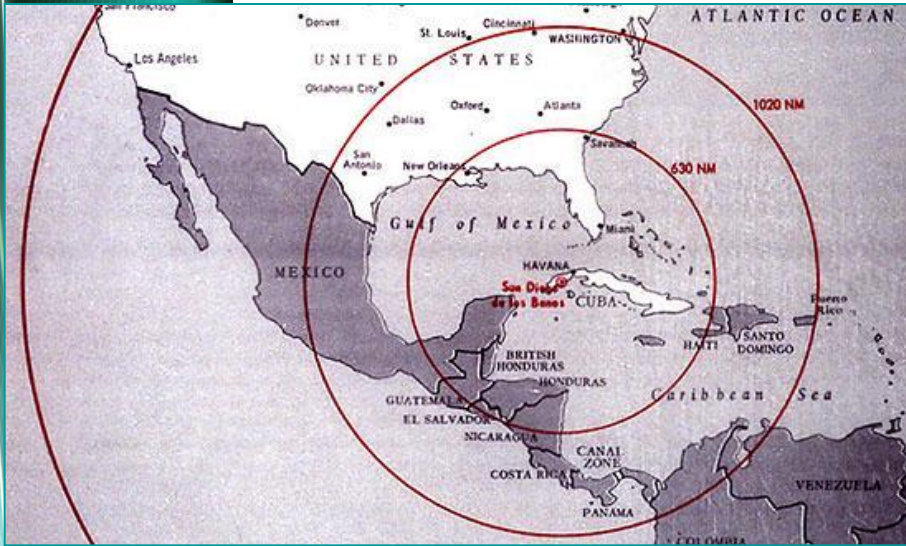 San Francisco
Denver
ATLANTIC OCEAN
St. Louis
Cincinnati
WASHINGTON
Los Angeles
UNITED STATES
Oklahoma City
Oxford
Atlanta
1020 NM
Dallas
San
Antonio
New Orleans
Savannah
630 NM
Gulf of Mexico
Miami
MEXICO
HAVANA
San Diego
de los Banos
CUBA
Puerto
Rico
HAITI
SANTO
DOMINGO
BRITISH
HONDURAS
HONDURAS
GUATEMALA
Caribbean Sea
EL SALVADOR
NICARAGUA
CANAL
ZONE
COSTA RICA
VENEZUELA
PANAMA
COLOMBIA